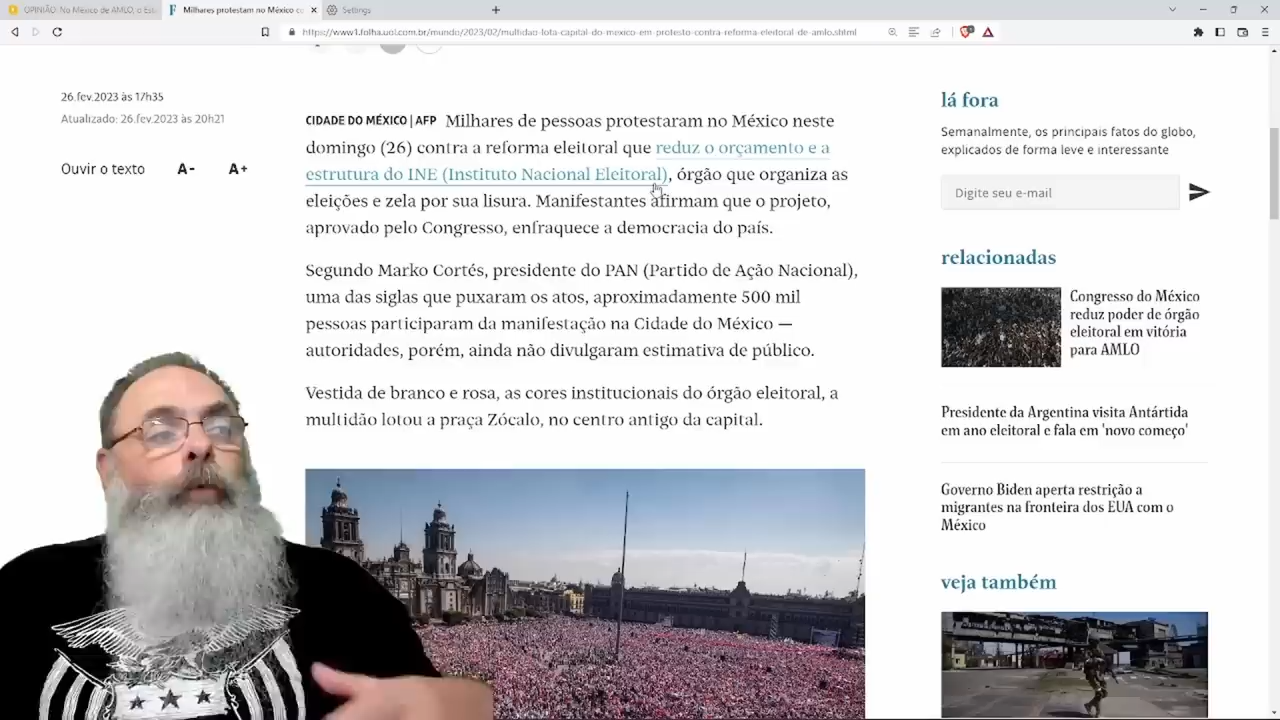 OPINIÃO: No México de AMLO, o Est
Milhares protestam no México co
Settings
https://www1.folha.uol.com.br/mundo/2023/02/multidao-lota-capital-do-mexico-em-protesto-contra-reforma-eleitoral-de-amlo.shtml
26.fev.2023 às 17h35
Atualizado: 26.fev.2023 às 20h21
Ouvir o texto A- A+
CIDADE DO MÉXICO | AFP Milhares de pessoas protestaram no México neste
domingo (26) contra a reforma eleitoral que reduz o orçamento e a
estrutura do INE (Instituto Nacional Eleitoral), órgão que organiza as
eleições e zela por sua lisura. Manifestantes afirmam que o projeto,
aprovado pelo Congresso, enfraquece a democracia do país.
Segundo Marko Cortés, presidente do PAN (Partido de Ação Nacional),
uma das siglas que puxaram os atos, aproximadamente 500 mil
pessoas participaram da manifestação na Cidade do México —
autoridades, porém, ainda não divulgaram estimativa de público.
Vestida de branco e rosa, as cores institucionais do órgão eleitoral, a
multidão lotou a praça Zócalo, no centro antigo da capital.
lá fora
Semanalmente, os principais fatos do globo,
explicados de forma leve e interessante
Digite seu e-mail
relacionadas
Congresso do México
reduz poder de órgão
eleitoral em vitória
para AMLO
Presidente da Argentina visita Antártida
em ano eleitoral e fala em 'novo começo'
Governo Biden aperta restrição a
migrantes na fronteira dos EUA com o
México
veja também